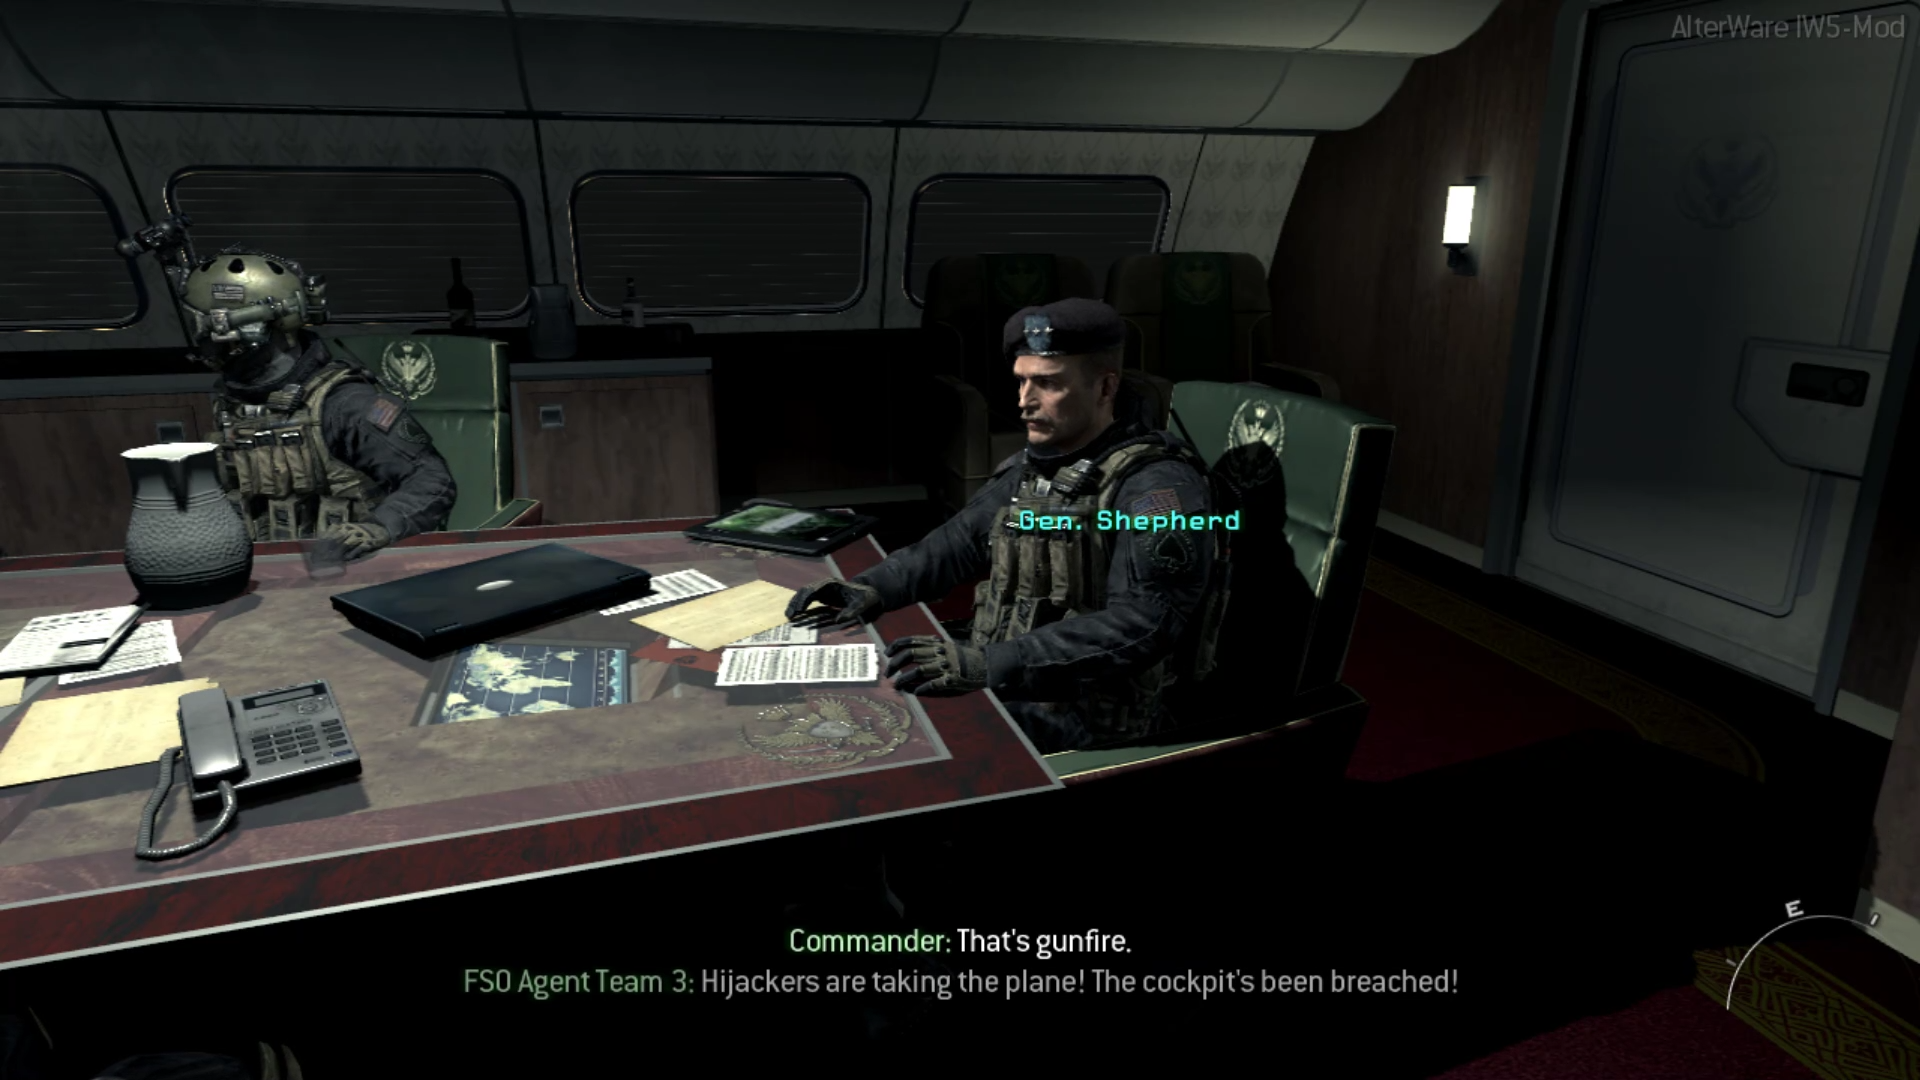 AlterWare IW5-Mod
Gen. Shepherd
E
Commander: That's gunfire.
FSO Agent Team 3: Hijackers are taking the plane! The cockpit's been breached!